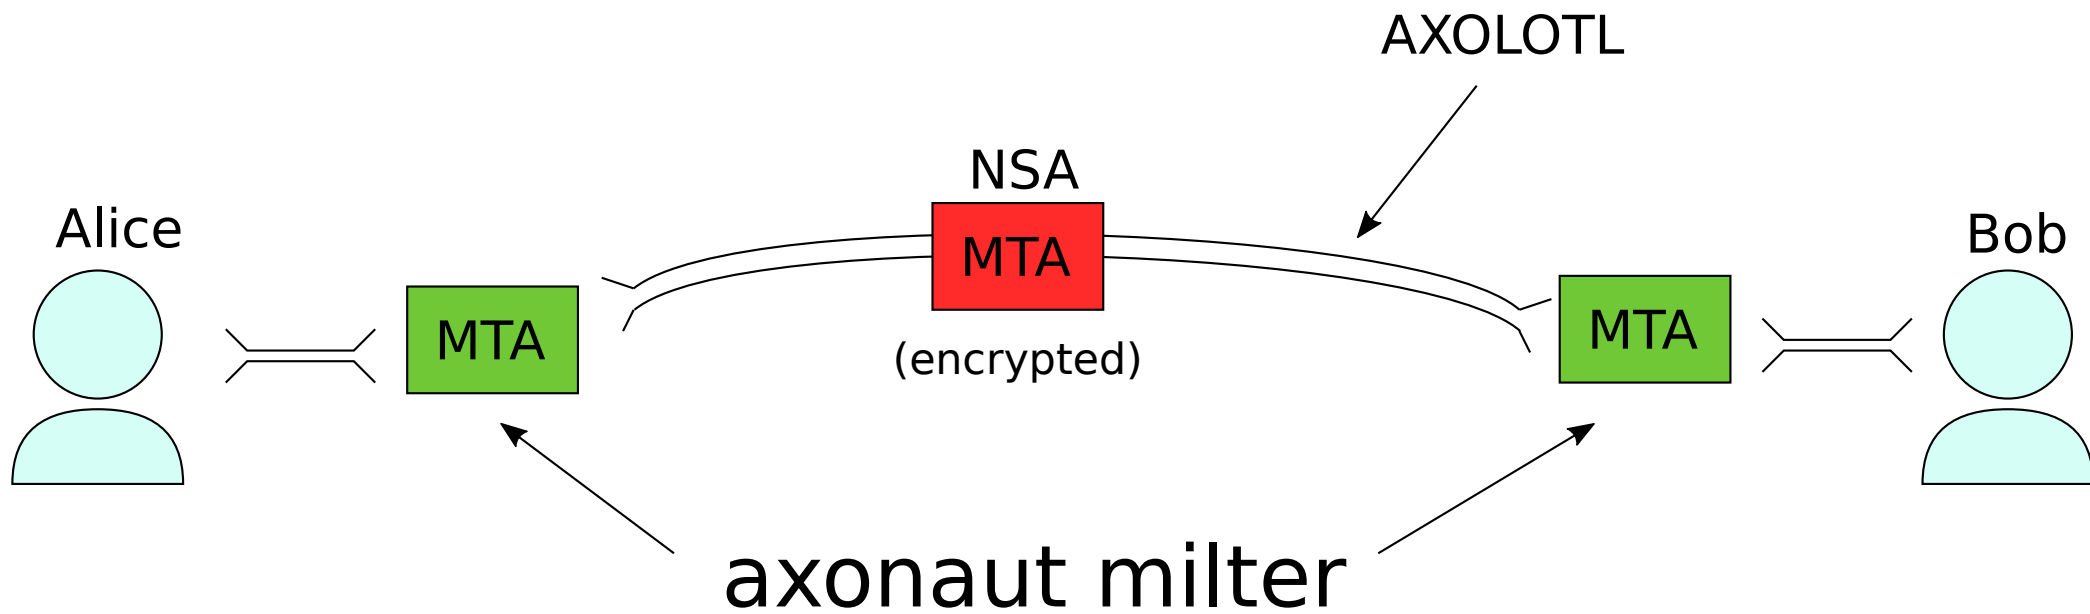 AXOLOTL
NSA
Alice
Bob
MTA
MTA
MTA
(encrypted)
axonaut milter